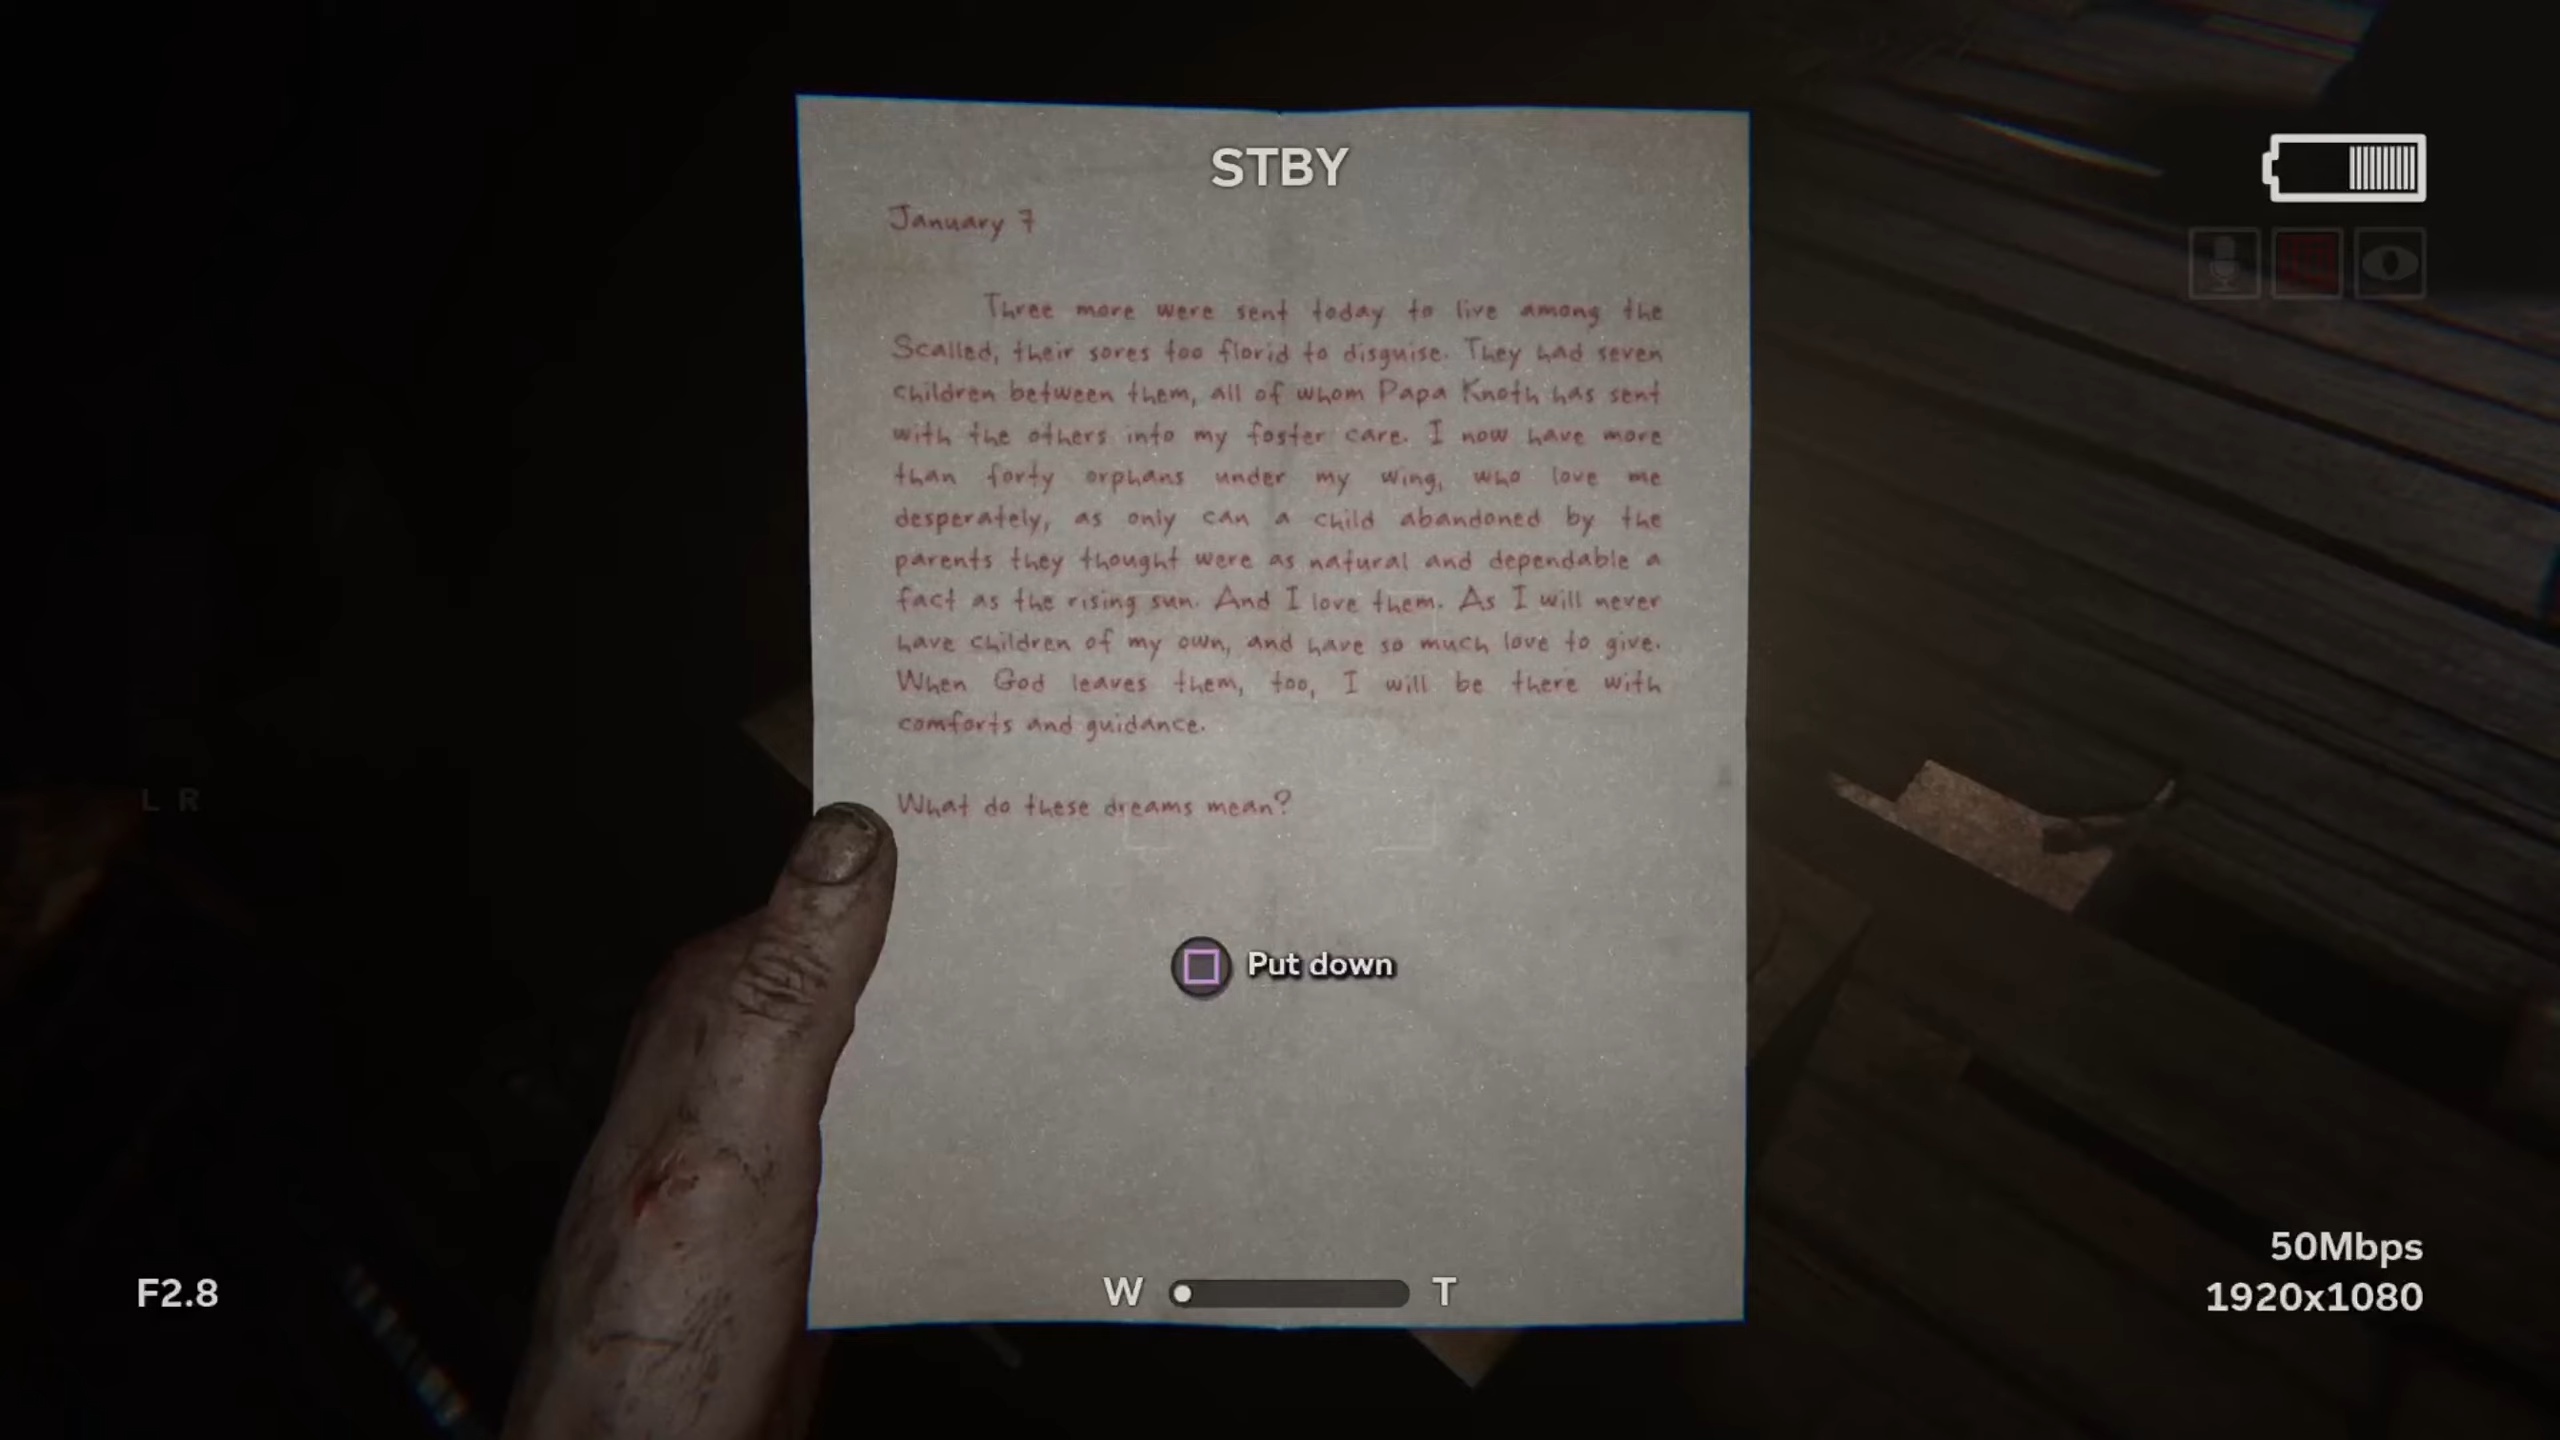 STBY
January 7
Three more were sent today to live among the
Scalled, their sores too florid to disguise. They had seven
children between them, all of whom Papa Knoth has sent
with the others into my foster care. I now have more
than forty orphans under my wing, who love me
desperately, as only can a child abandoned by the
parents they thought were as natural and dependable a
fact as the rising sun. And I love them. As I will never
have children of my own, and have so much love to give.
When God leaves them, too, I will be there with
comforts and guidance.
What do these dreams mean?
L R
Put down
F2.8
W T
50Mbps
1920x1080